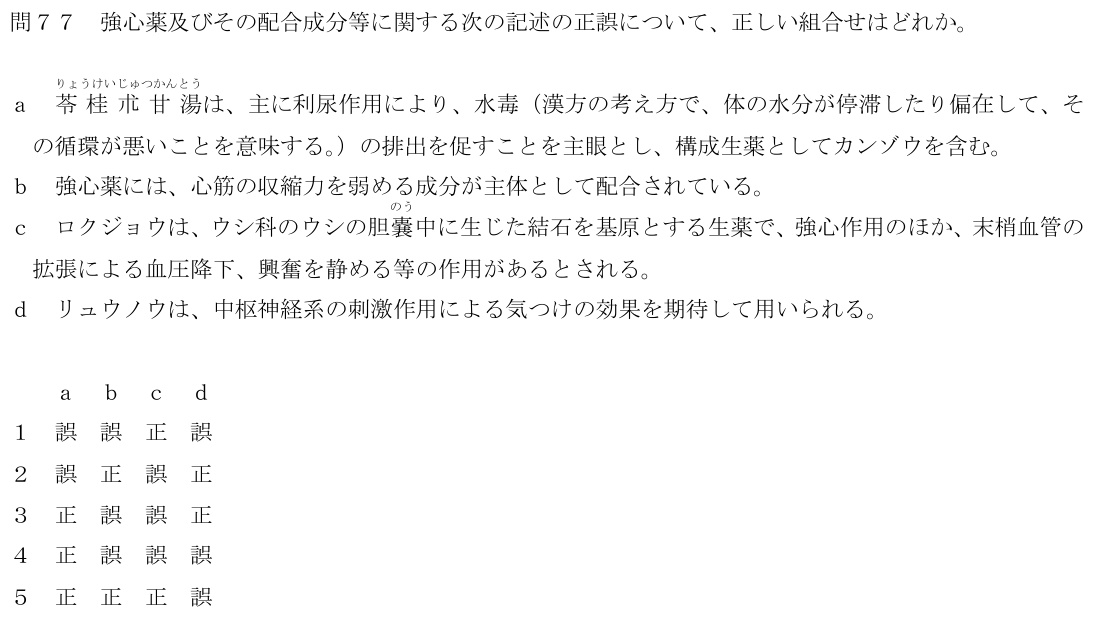 問７７　強心薬及びその配合成分等に関する次の記述の正誤について、正しい組合せはどれか。
りょうけいじゅつかんとう
ａ　苓桂朮甘湯は、主に利尿作用により、水毒（漢方の考え方で、体の水分が停滞したり偏在して、そ
の循環が悪いことを意味する。）の排出を促すことを主眼とし、構成生薬としてカンゾウを含む。
ｂ　強心薬には、心筋の収縮力を弱める成分が主体として配合されている。
のう
ｃ　ロクジョウは、ウシ科のウシの胆嚢中に生じた結石を基原とする生薬で、強心作用のほか、末梢血管の
拡張による血圧降下、興奮を静める等の作用があるとされる。
ｄ　リュウノウは、中枢神経系の刺激作用による気つけの効果を期待して用いられる。
ａ　ｂ　ｃ　ｄ
１　誤　誤　正　誤
２　誤　正　誤　正
３　正　誤　誤　正
４　正　誤　誤　誤
５　正　正　正　誤